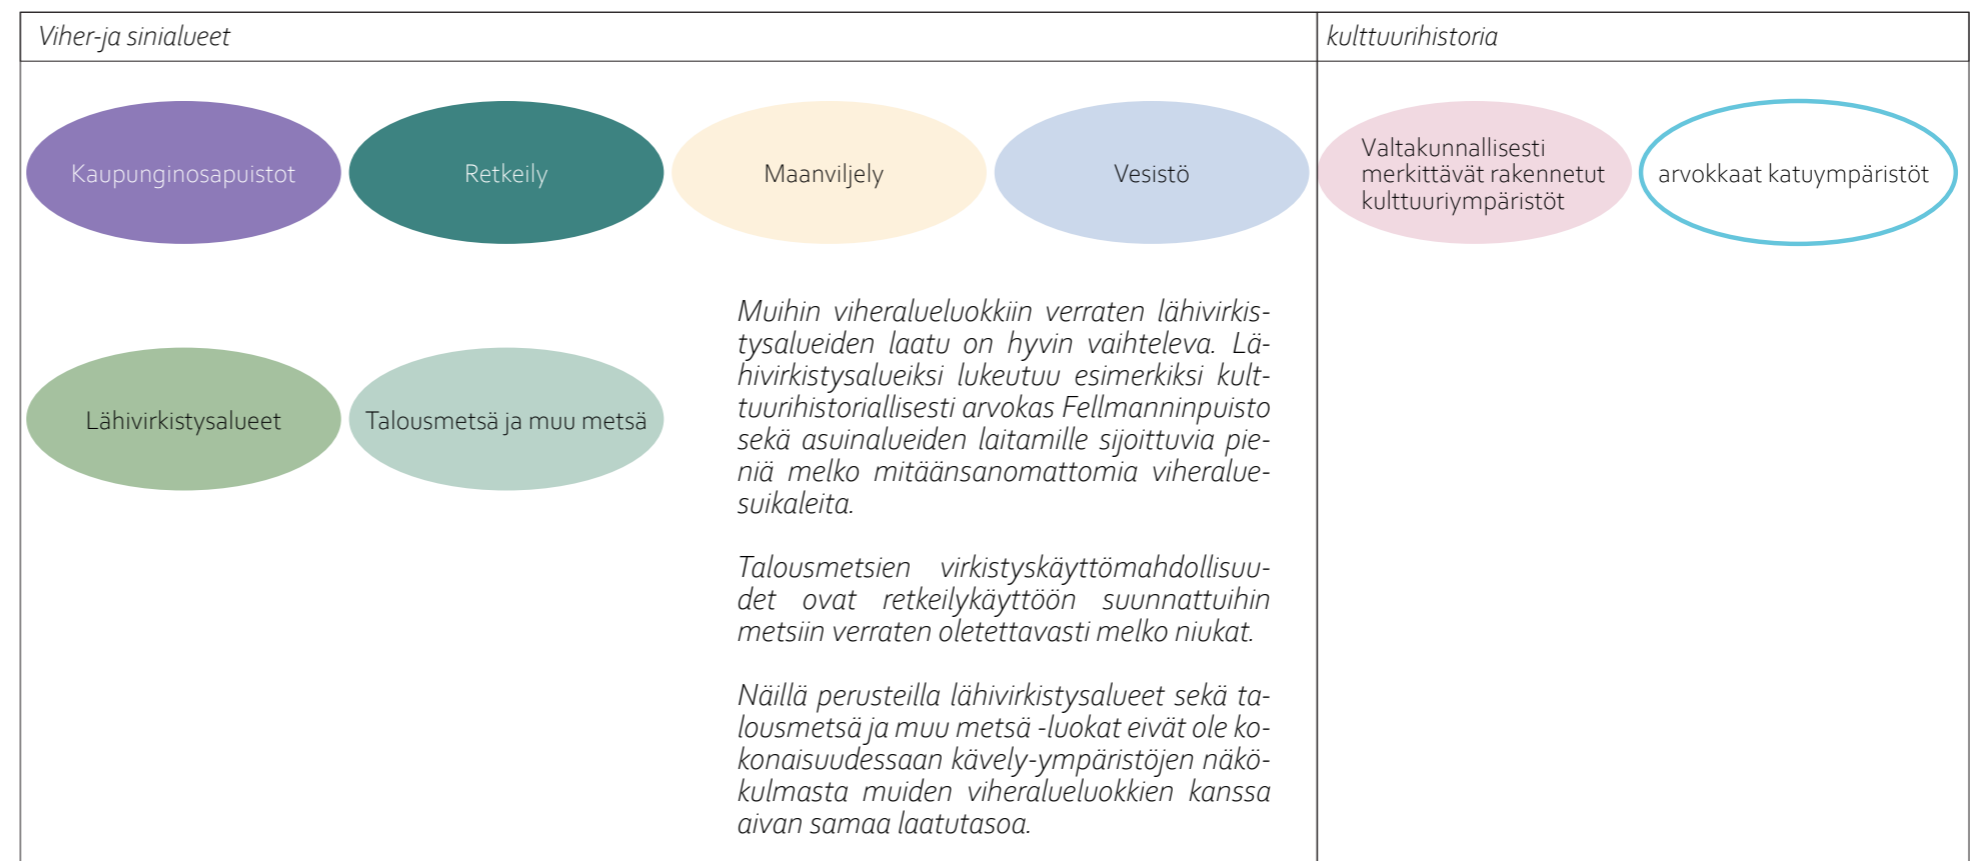 Viher-ja sinialueet
kulttuurihistoria
Kaupunginosapuistot
Retkeily
Maanviljely
Vesistö
Valtakunnallisesti
merkittävät rakennetut
kulttuuriympäristöt
arvokkaat katuympäristöt
Lähivirkistysalueet
Talousmetsä ja muu metsä
Muihin viheralueluokkiin verraten lähivirkis-
tysalueiden laatu on hyvin vaihteleva. Lä-
hivirkistysalueiksi lukeutuu esimerkiksi kult-
tuurihistoriallisesti arvokas Fellmanninpuisto
sekä asuinalueiden laitamille sijoittuvia pie-
niä melko mitäänsanomattomia viheralue-
suikaleita.
Talousmetsien virkistyskäyttömahdollisuu-
det ovat retkeilykäyttöön suunnattuihin
metsiin verraten oletettavasti melko niukat.
Näillä perusteilla lähivirkistysalueet sekä ta-
lousmetsä ja muu metsä -luokat eivät ole ko-
konaisuudessaan kävely-ympäristöjen näkö-
kulmasta muiden viheralueluokkien kanssa
aivan samaa laatutasoa.